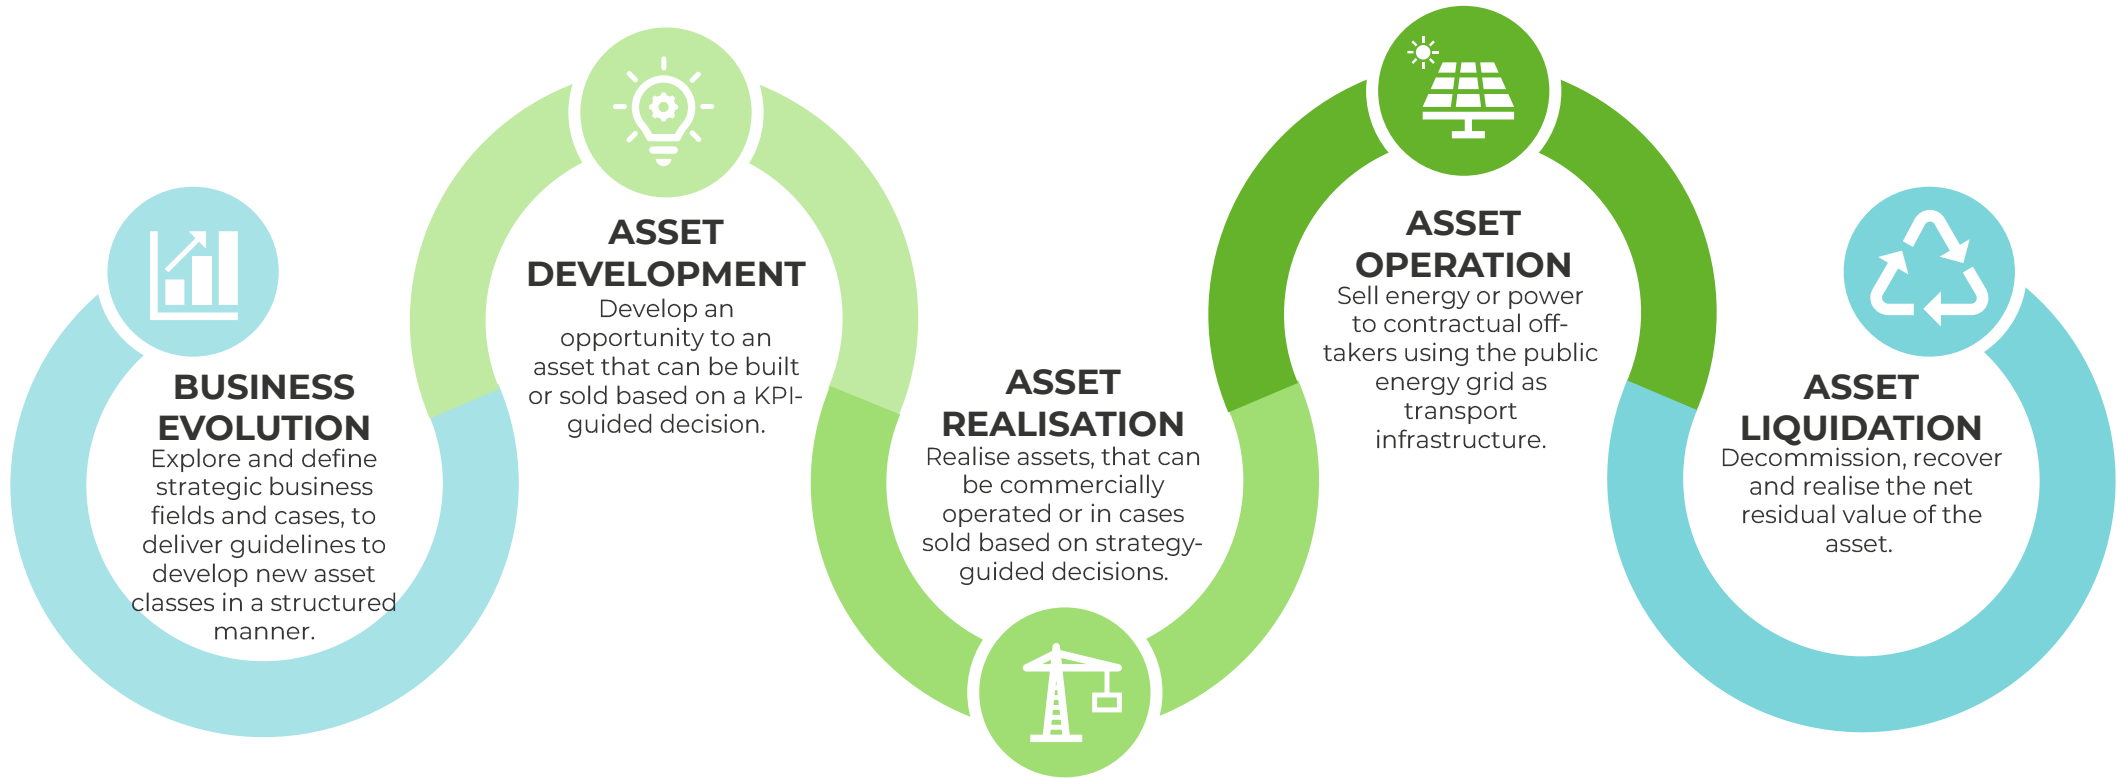 BUSINESS
EVOLUTION
Explore and define
strategic business
fields and cases, to
deliver guidelines to
develop new asset
classes in a structured
manner.
ASSET
DEVELOPMENT
Develop an
opportunity to an
asset that can be built
or sold based on a KPI-
guided decision.
ASSET
REALISATION
Realise assets, that can
be commercially
operated or in cases
sold based on strategy-
guided decisions.
ASSET
OPERATION
Sell energy or power
to contractual off-
takers using the public
energy grid as
transport
infrastructure.
ASSET
LIQUIDATION
Decommission, recover
and realise the net
residual value of the
asset.